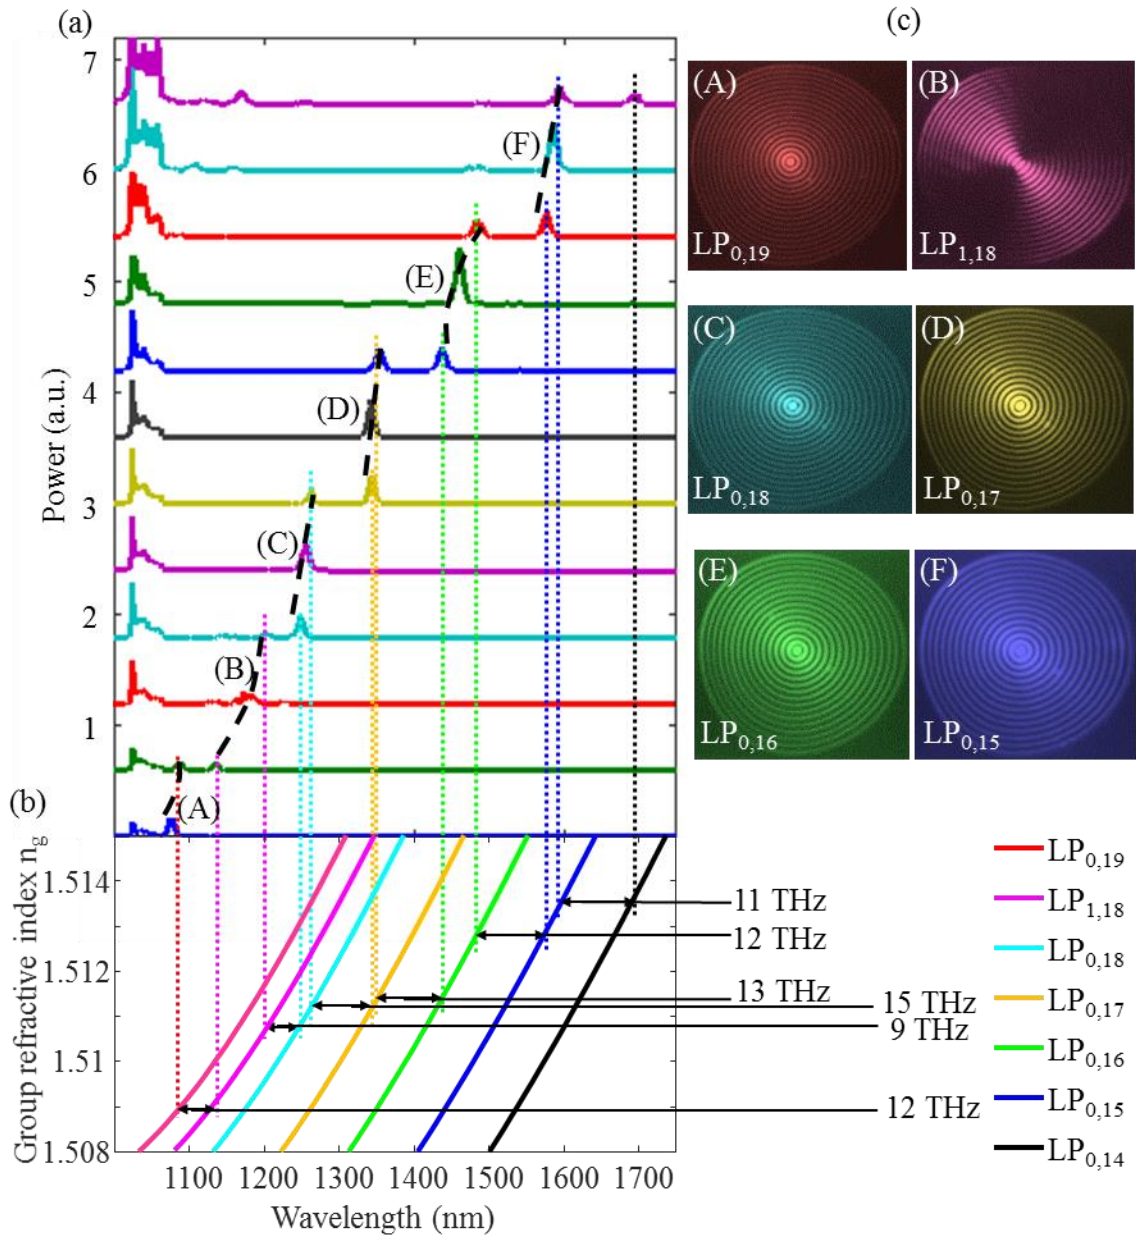 (a)
7
6
5
4
3
2
1
Power (a.u.)
(A)
(B)
(C)
(D)
(E)
(F)
(b)
1.514
1.512
1.51
1.508
Group refractive index n_g
1100 1200 1300 1400 1500 1600 1700
Wavelength (nm)
11 THz
12 THz
13 THz
15 THz
9 THz
12 THz
(c)
(A)
LP0,19
(B)
LP1,18
(C)
LP0,18
(D)
LP0,17
(E)
LP0,16
(F)
LP0,15
LP0,19
LP1,18
LP0,18
LP0,17
LP0,16
LP0,15
LP0,14